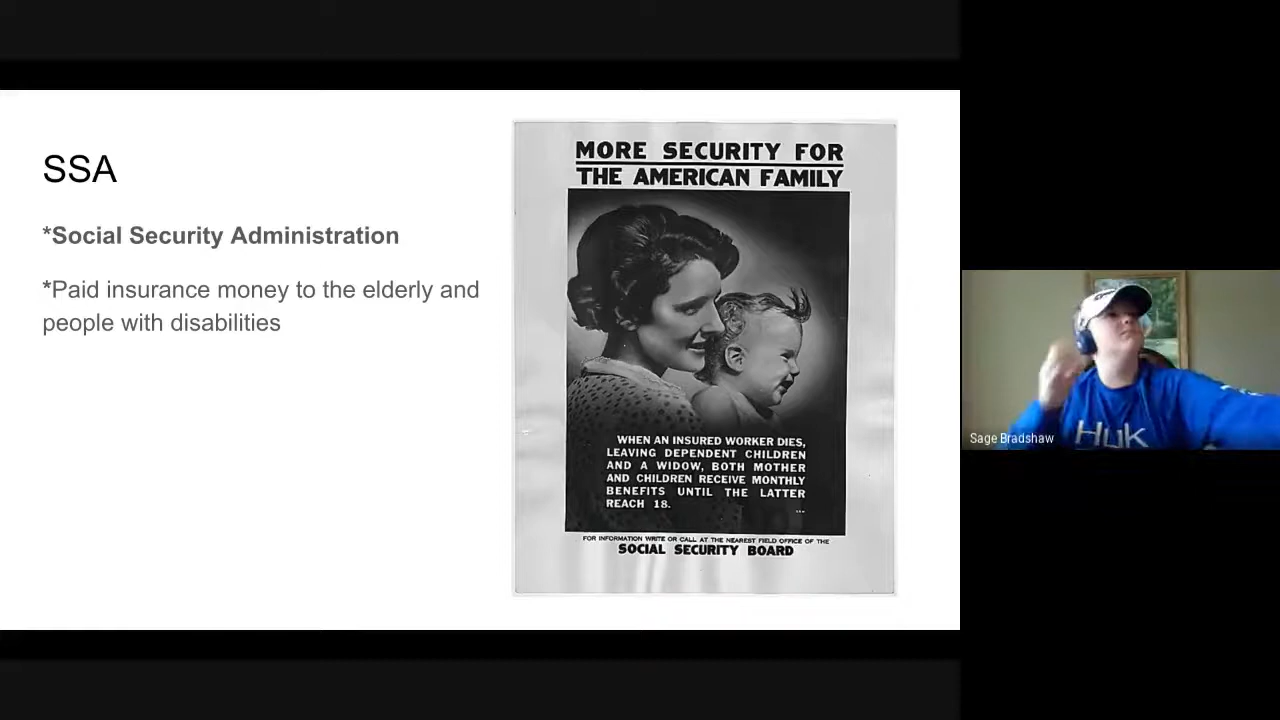 SSA
*Social Security Administration
*Paid insurance money to the elderly and
people with disabilities
MORE SECURITY FOR
THE AMERICAN FAMILY
WHEN AN INSURED WORKER DIES,
LEAVING DEPENDENT CHILDREN
AND A WIDOW, BOTH MOTHER
AND CHILDREN RECEIVE MONTHLY
BENEFITS UNTIL THE LATTER
REACH 18.
FOR INFORMATION WRITE OR CALL AT THE NEAREST FIELD OFFICE OF THE
SOCIAL SECURITY BOARD
Sage Bradshaw
HUK